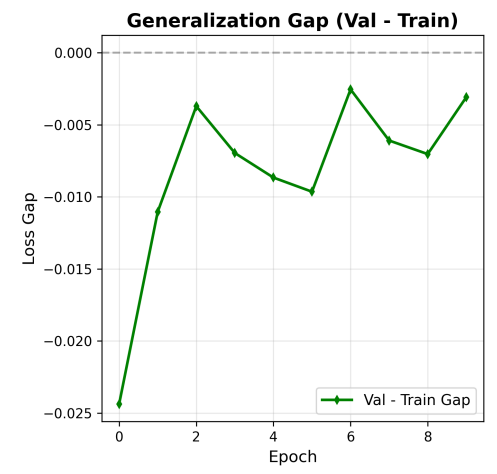 Generalization Gap (Val - Train)
0.000
−0.005
−0.010
−0.015
−0.020
−0.025
Loss Gap
Val - Train Gap
0 2 4 6 8
Epoch